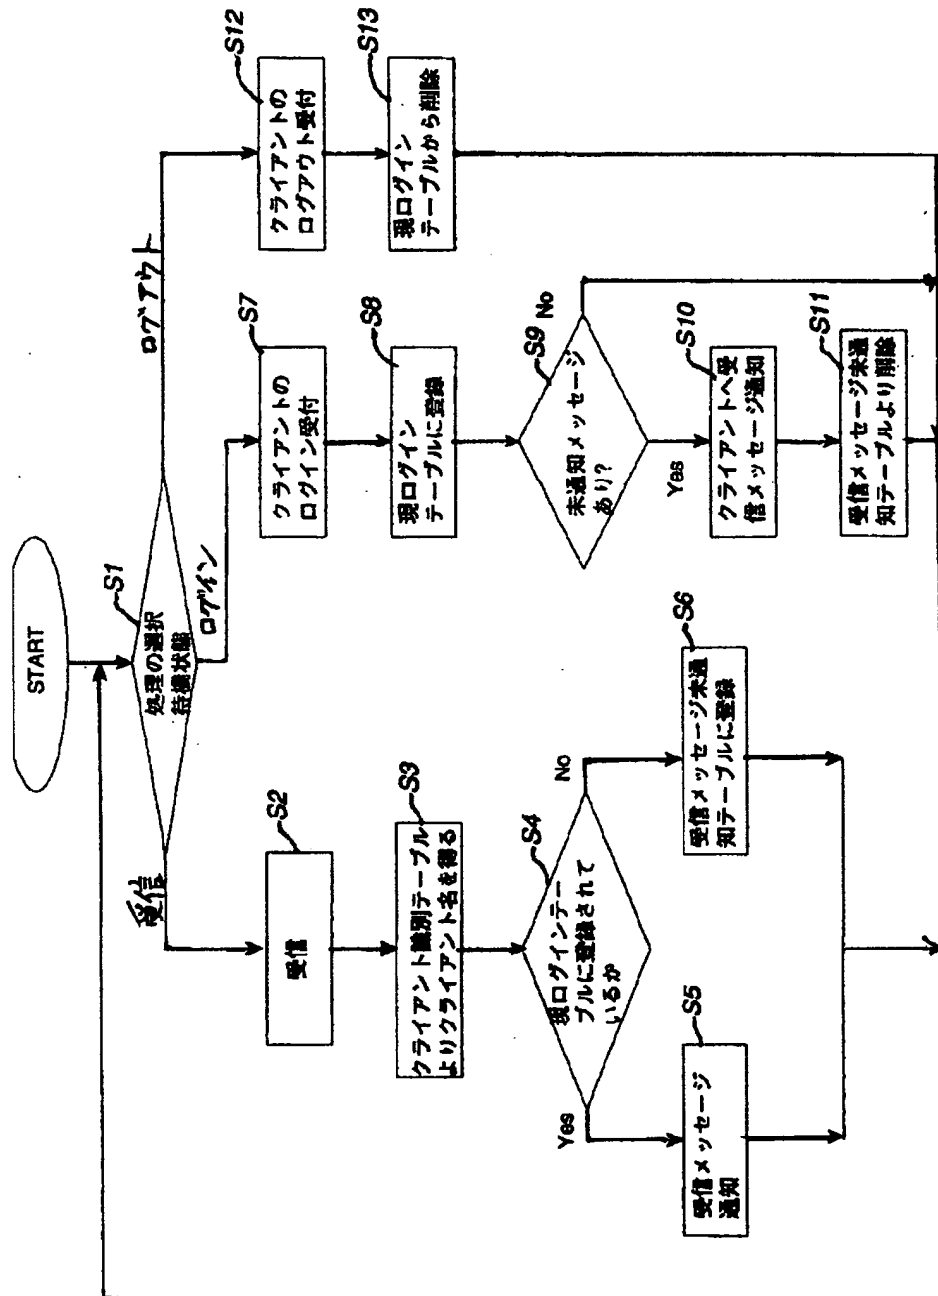 START
S1
処理の選択
待機状態
受信
ログイン
ログアウト
S2
受信
S3
クライアント識別テーブル
よりクライアント名を得る
S4
現ログインテー
ブルに登録されて
いるか
Yes
No
S5
受信メッセージ
通知
S6
受信メッセージ未通
知テーブルに登録
S7
クライアントの
ログイン受付
S8
現ログイン
テーブルに登録
S9
未通知メッセージ
あり?
No
Yes
S10
クライアントへ受
信メッセージ通知
S11
受信メッセージ未通
知テーブルより削除
S12
クライアントの
ログアウト受付
S13
現ログイン
テーブルから削除